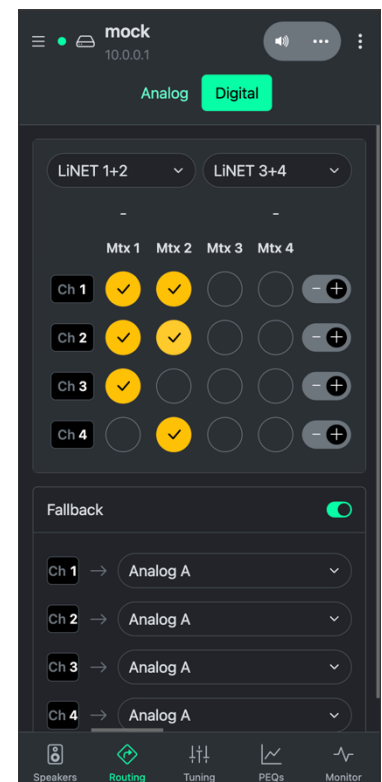 mock
10.0.0.1
Analog Digital
LiNET 1+2 LiNET 3+4
- -
Mtx 1 Mtx 2 Mtx 3 Mtx 4
Ch 1 - +
Ch 2 - +
Ch 3 - +
Ch 4 - +
Fallback
Ch 1 → Analog A
Ch 2 → Analog A
Ch 3 → Analog A
Ch 4 → Analog A
Speakers Routing Tuning PEQs Monitor